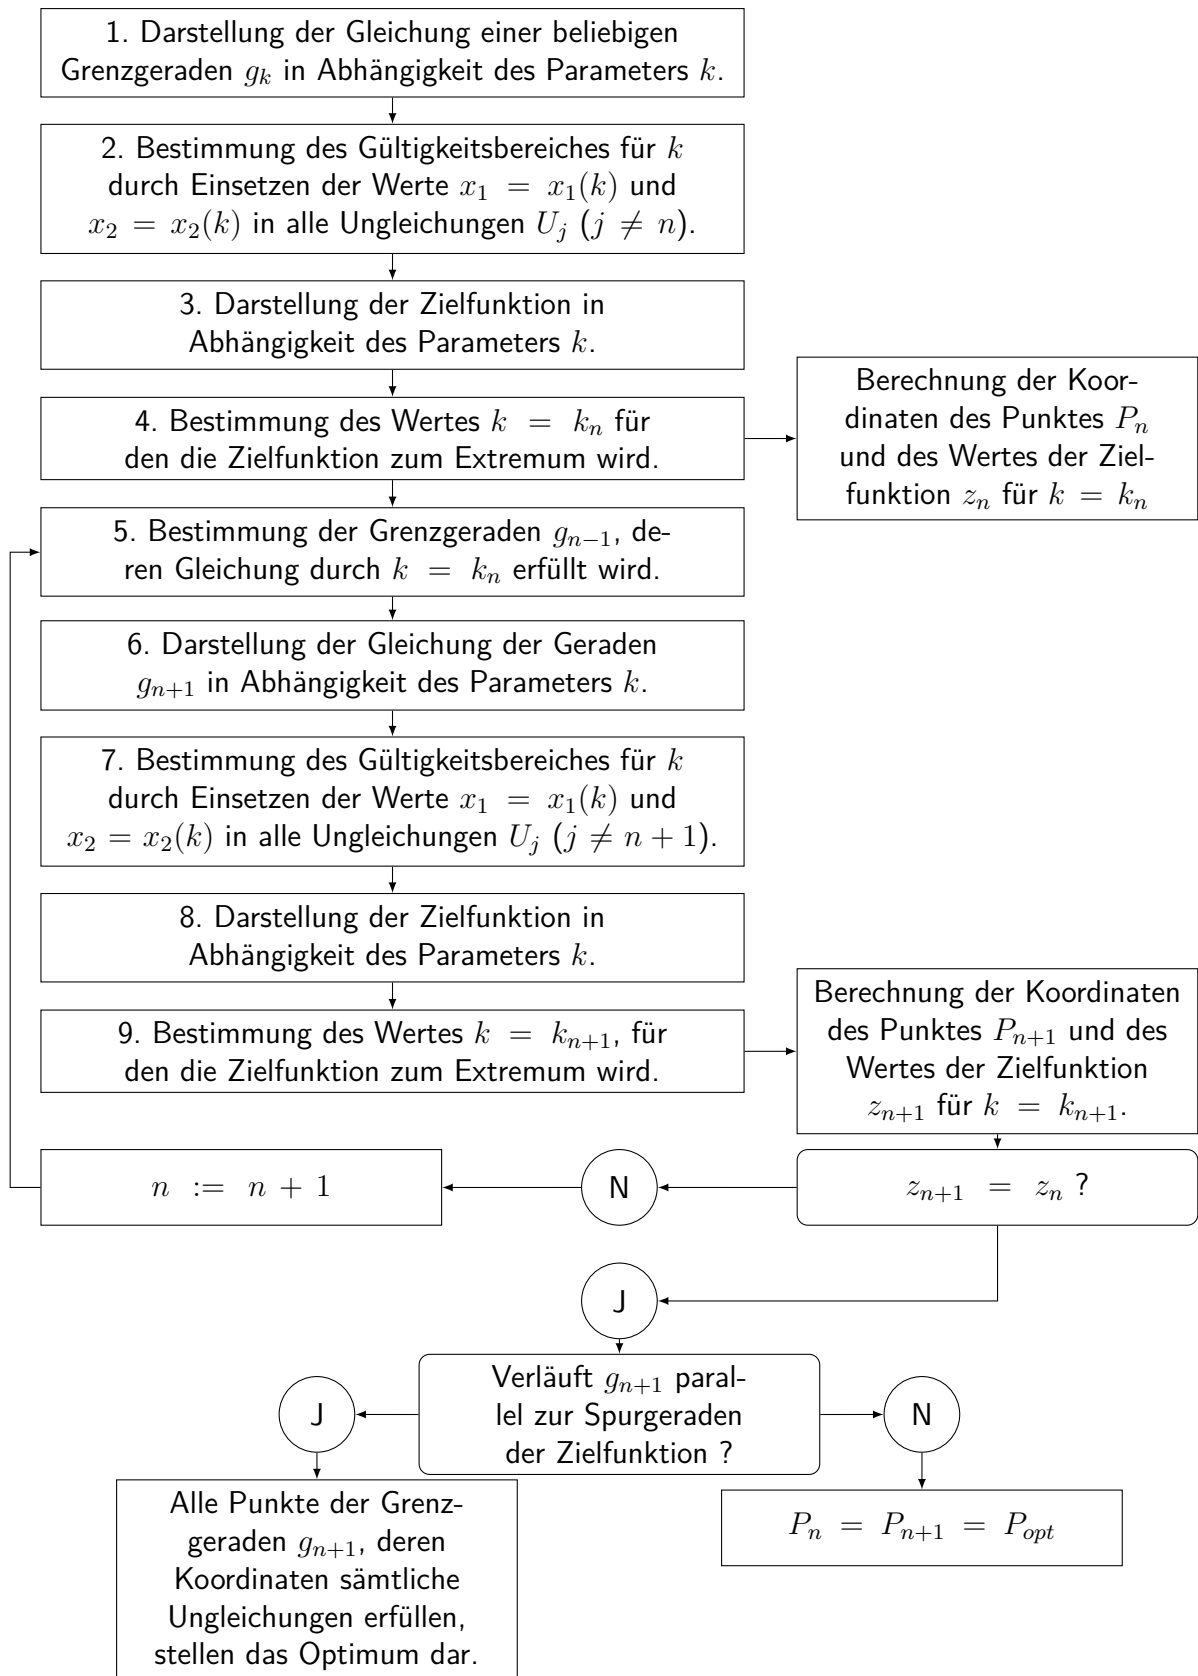 1. Darstellung der Gleichung einer beliebigen
Grenzgeraden g_k in Abhängigkeit des Parameters k.
2. Bestimmung des Gültigkeitsbereiches für k
durch Einsetzen der Werte x_1 = x_1(k) und
x_2 = x_2(k) in alle Ungleichungen U_j (j ≠ n).
3. Darstellung der Zielfunktion in
Abhängigkeit des Parameters k.
4. Bestimmung des Wertes k = k_n für
den die Zielfunktion zum Extremum wird.
Berechnung der Koor-
dinaten des Punktes P_n
und des Wertes der Ziel-
funktion z_n für k = k_n
5. Bestimmung der Grenzgeraden g_{n−1}, de-
ren Gleichung durch k = k_n erfüllt wird.
6. Darstellung der Gleichung der Geraden
g_{n+1} in Abhängigkeit des Parameters k.
7. Bestimmung des Gültigkeitsbereiches für k
durch Einsetzen der Werte x_1 = x_1(k) und
x_2 = x_2(k) in alle Ungleichungen U_j (j ≠ n + 1).
8. Darstellung der Zielfunktion in
Abhängigkeit des Parameters k.
9. Bestimmung des Wertes k = k_{n+1}, für
den die Zielfunktion zum Extremum wird.
Berechnung der Koordinaten
des Punktes P_{n+1} und des
Wertes der Zielfunktion
z_{n+1} für k = k_{n+1}.
z_{n+1} = z_n ?
N
n := n + 1
J
Verläuft g_{n+1} paral-
lel zur Spurgeraden
der Zielfunktion ?
J
N
Alle Punkte der Grenz-
geraden g_{n+1}, deren
Koordinaten sämtliche
Ungleichungen erfüllen,
stellen das Optimum dar.
P_n = P_{n+1} = P_{opt}